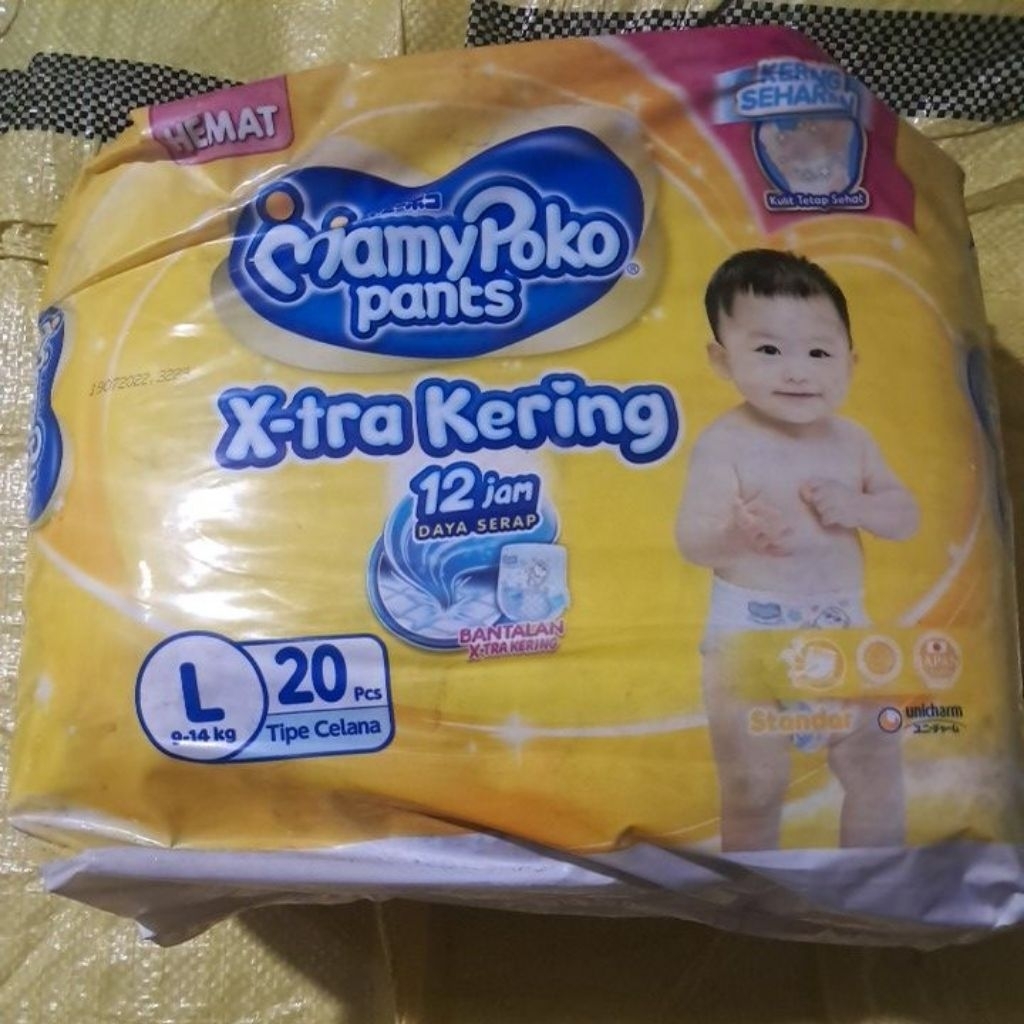 HEMAT
KERING
SEHARIAN
Kulit Tetap Sehat
MamyPoko
pants
®
19072022.
X-tra Kering
12 jam
DAYA SERAP
BANTALAN
X-TRA KERING
L
9-14 kg
20 Pcs
Tipe Celana
JAPAN
Standar
unicharm
ユニ・チャーム